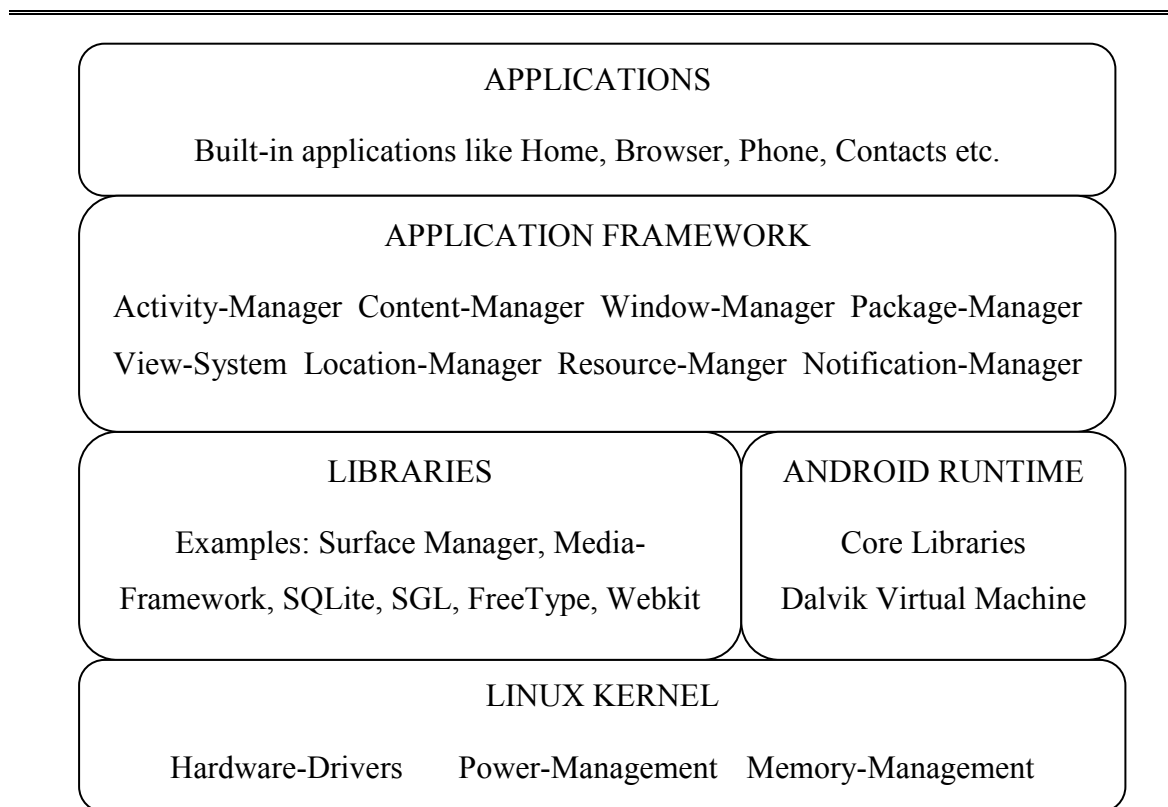 APPLICATIONS
Built-in applications like Home, Browser, Phone, Contacts etc.
APPLICATION FRAMEWORK
Activity-Manager Content-Manager Window-Manager Package-Manager
View-System Location-Manager Resource-Manger Notification-Manager
LIBRARIES
Examples: Surface Manager, Media-
Framework, SQLite, SGL, FreeType, Webkit
ANDROID RUNTIME
Core Libraries
Dalvik Virtual Machine
LINUX KERNEL
Hardware-Drivers Power-Management Memory-Management